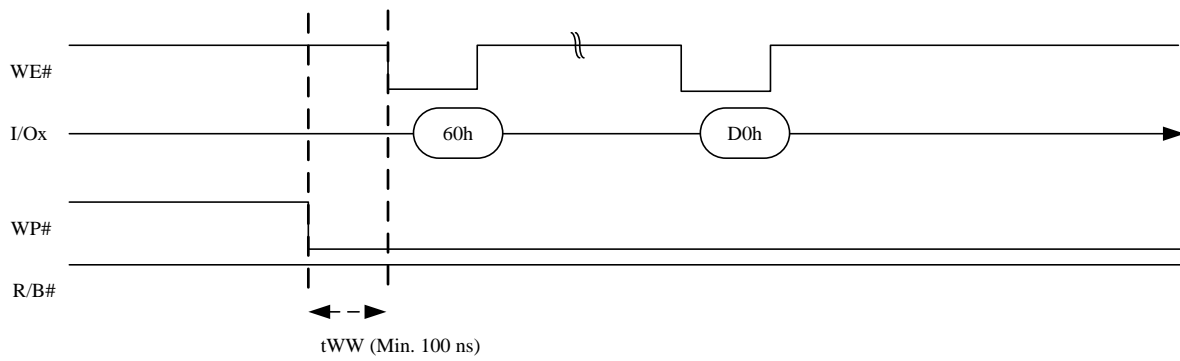 WE#
I/Ox
60h
D0h
WP#
R/B#
tWW (Min. 100 ns)